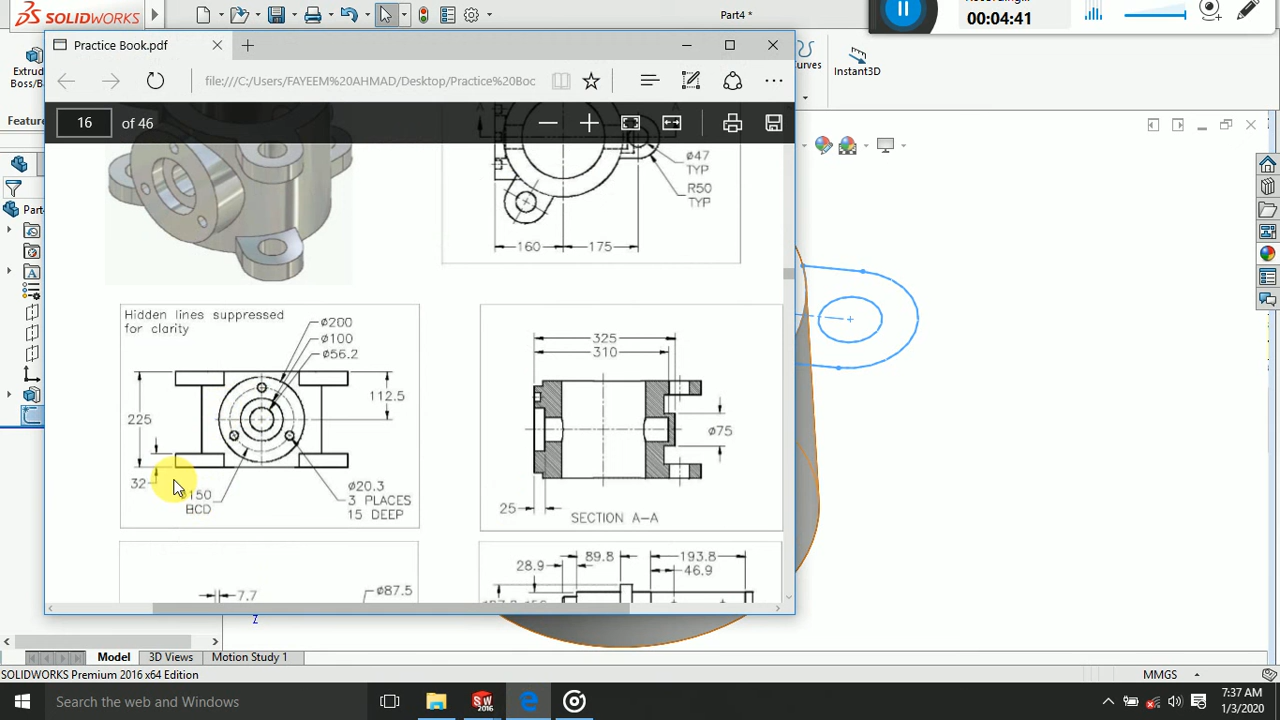 SOLIDWORKS
Part4 *
00:04:41
Practice Book.pdf
file:///C:/Users/FAYEEM%20AHMAD/Desktop/Practice%20Boc
Instant3D
16 of 46
ø47
TYP
R50
TYP
160
175
Hidden lines suppressed
for clarity
ø200
ø100
ø56.2
225
112.5
32
150
BCD
ø20.3
3 PLACES
15 DEEP
325
310
ø75
25
SECTION A-A
7.7
ø87.5
28.9
89.8
193.8
46.9
Z
Model
3D Views
Motion Study 1
SOLIDWORKS Premium 2016 x64 Edition
MMGS
Search the web and Windows
SW
2016
7:37 AM
1/3/2020